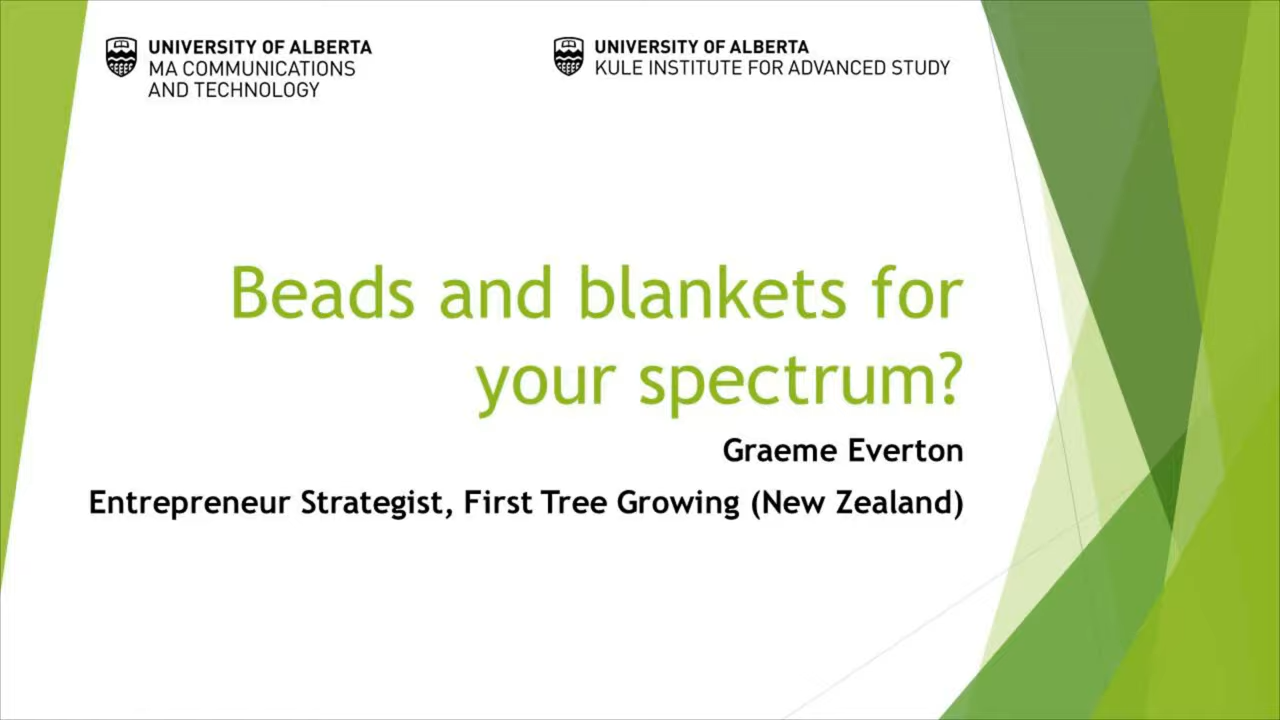 UNIVERSITY OF ALBERTA
MA COMMUNICATIONS
AND TECHNOLOGY
UNIVERSITY OF ALBERTA
KULE INSTITUTE FOR ADVANCED STUDY
Beads and blankets for
your spectrum?
Graeme Everton
Entrepreneur Strategist, First Tree Growing (New Zealand)